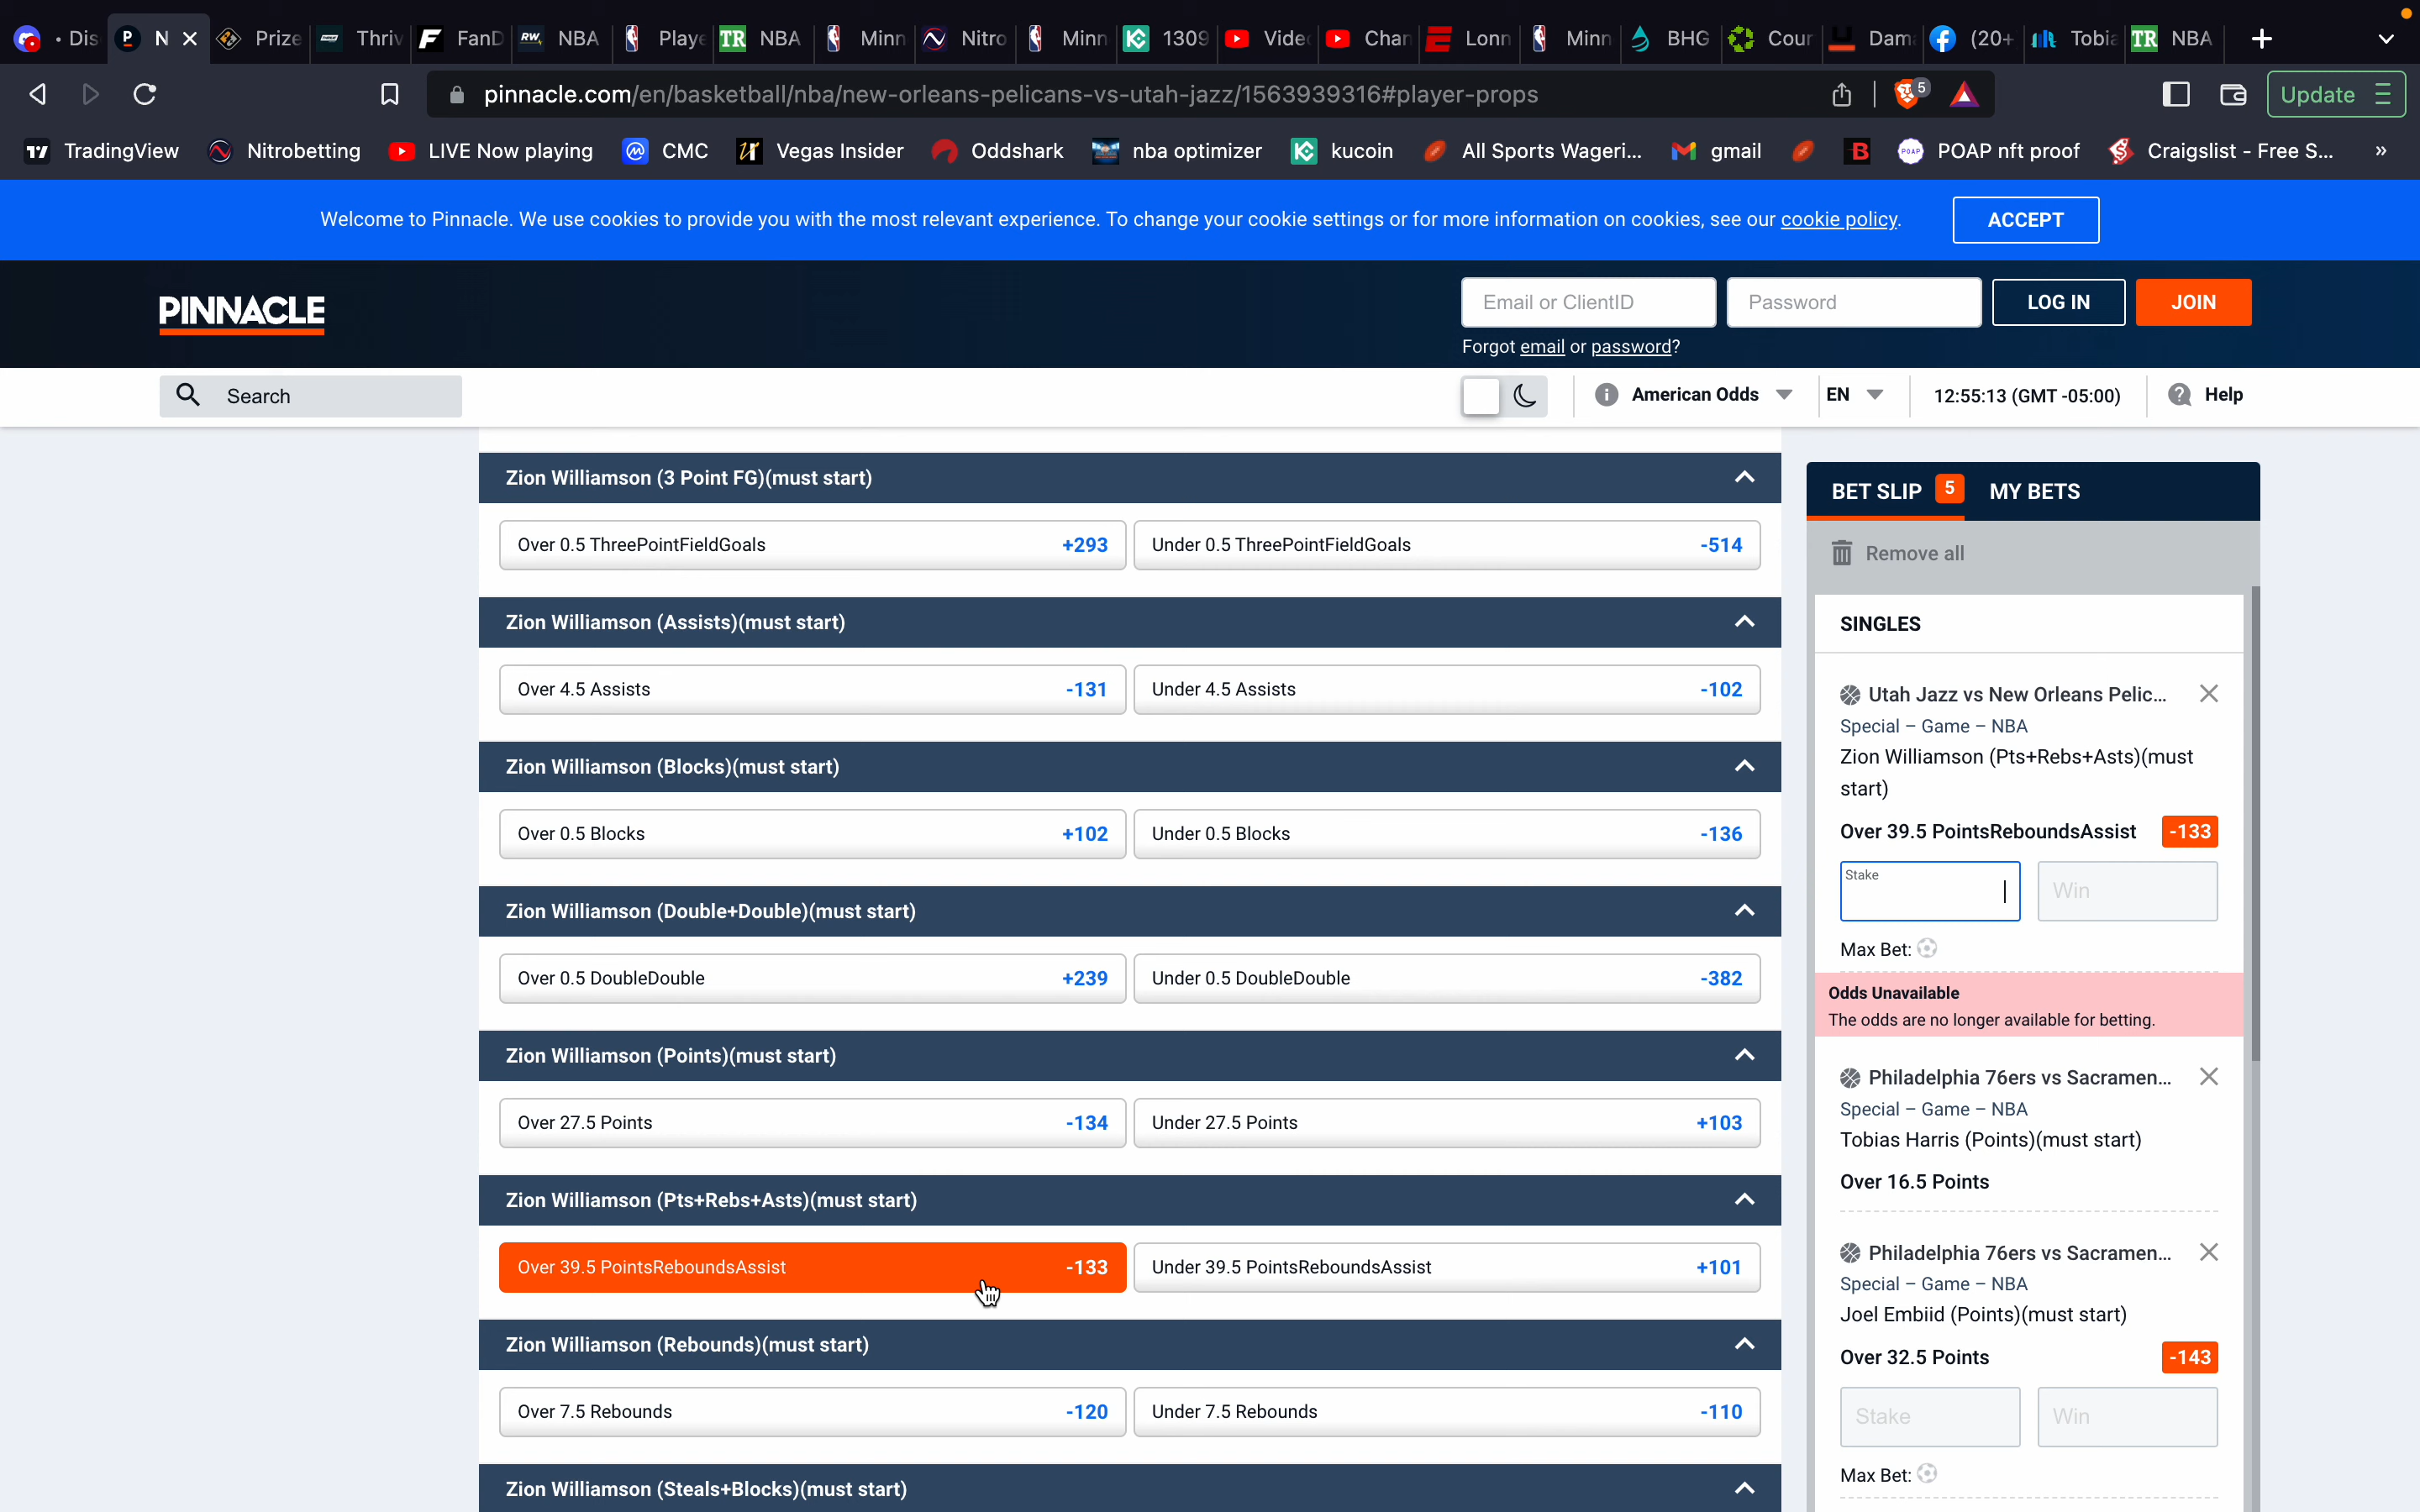 Dis
N
Prize
Thriv
FanD
RW NBA
Playe
TR NBA
Minn
Nitro
Minn
1309
Video
Chan
Lonn
Minn
BHG
Cour
Dam
(20+
Tobia
TR NBA
pinnacle.com/en/basketball/nba/new-orleans-pelicans-vs-utah-jazz/1563939316#player-props
5
Update
TradingView
Nitrobetting
LIVE Now playing
CMC
Vegas Insider
Oddshark
nba optimizer
kucoin
All Sports Wageri...
gmail
B
POAP nft proof
Craigslist - Free S...
»
Welcome to Pinnacle. We use cookies to provide you with the most relevant experience. To change your cookie settings or for more information on cookies, see our cookie policy.
ACCEPT
PINNACLE
Email or ClientID
Password
LOG IN
JOIN
Forgot email or password?
Search
American Odds
EN
12:55:13 (GMT -05:00)
Help
Zion Williamson (3 Point FG)(must start)
Over 0.5 ThreePointFieldGoals +293
Under 0.5 ThreePointFieldGoals -514
Zion Williamson (Assists)(must start)
Over 4.5 Assists -131
Under 4.5 Assists -102
Zion Williamson (Blocks)(must start)
Over 0.5 Blocks +102
Under 0.5 Blocks -136
Zion Williamson (Double+Double)(must start)
Over 0.5 DoubleDouble +239
Under 0.5 DoubleDouble -382
Zion Williamson (Points)(must start)
Over 27.5 Points -134
Under 27.5 Points +103
Zion Williamson (Pts+Rebs+Asts)(must start)
Over 39.5 PointsReboundsAssist -133
Under 39.5 PointsReboundsAssist +101
Zion Williamson (Rebounds)(must start)
Over 7.5 Rebounds -120
Under 7.5 Rebounds -110
Zion Williamson (Steals+Blocks)(must start)
BET SLIP 5
MY BETS
Remove all
SINGLES
Utah Jazz vs New Orleans Pelic...
Special – Game – NBA
Zion Williamson (Pts+Rebs+Asts)(must
start)
Over 39.5 PointsReboundsAssist -133
Stake
Win
Max Bet:
Odds Unavailable
The odds are no longer available for betting.
Philadelphia 76ers vs Sacramen...
Special – Game – NBA
Tobias Harris (Points)(must start)
Over 16.5 Points
Philadelphia 76ers vs Sacramen...
Special – Game – NBA
Joel Embiid (Points)(must start)
Over 32.5 Points -143
Stake
Win
Max Bet: